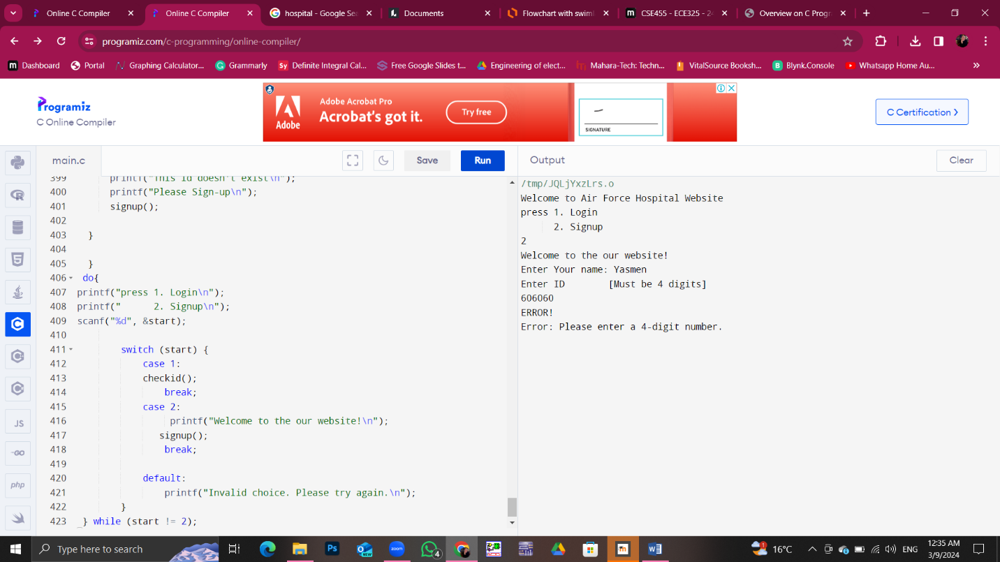 Online C Compiler
Online C Compiler
hospital - Google Sea
Documents
Flowchart with swiml
CSE455 - ECE325 - 24
Overview on C Progr
programiz.com/c-programming/online-compiler/
Dashboard
Portal
Graphing Calculator...
Grammarly
Definite Integral Cal...
Free Google Slides t...
Engineering of elect...
Mahara-Tech: Techn...
VitalSource Booksh...
Blynk.Console
Whatsapp Home Au...
Programiz
C Online Compiler
Adobe
Adobe Acrobat Pro
Acrobat's got it.
Try free
SIGNATURE
C Certification >
main.c
Save
Run
Output
Clear
399 printf("This id doesn't exist\n");
400 printf("Please Sign-up\n");
401 signup();
402
403 }
404
405 }
406 do{
407 printf("press 1. Login\n");
408 printf("      2. Signup\n");
409 scanf("%d", &start);
410
411 switch (start) {
412 case 1:
413 checkid();
414 break;
415 case 2:
416 printf("Welcome to the our website!\n");
417 signup();
418 break;
419
420 default:
421 printf("Invalid choice. Please try again.\n");
422 }
423 } while (start != 2);
/tmp/JQLjYxzLrs.o
Welcome to Air Force Hospital Website
press 1. Login
2. Signup
2
Welcome to the our website!
Enter Your name: Yasmen
Enter ID        [Must be 4 digits]
606060
ERROR!
Error: Please enter a 4-digit number.
JS
GO
php
Type here to search
Ps
NEW
zoom
4
m
W
1
16°C
ENG
12:35 AM
3/9/2024